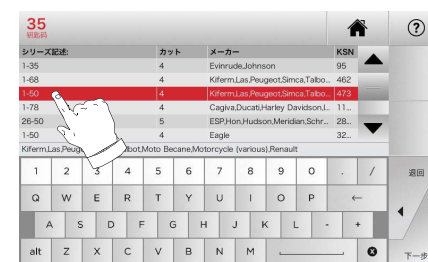 35
钥匙码
?
シリーズ記述: カット メーカー KSN
1-35 4 Evinrude,Johnson 95
1-68 4 Kiferm,Las,Peugeot,Simca,Talbo... 462
1-50 4 Kiferm,Las,Peugeot,Simca,Talbo... 473
1-78 4 Cagiva,Ducati,Harley Davidson,I... 11...
26-50 5 ESP,Hon,Hudson,Meridian,Schr... 28...
1-50 4 Eagle 32...
Kiferm,Las,Peug lbot,Moto Becane,Motorcycle (various),Renault
1 2 3 4 5 6 7 8 9 0 . /
Q W E R T Y U I O P ←
A S D F G H J K L - +
alt Z X C V B N M
返回
下一步